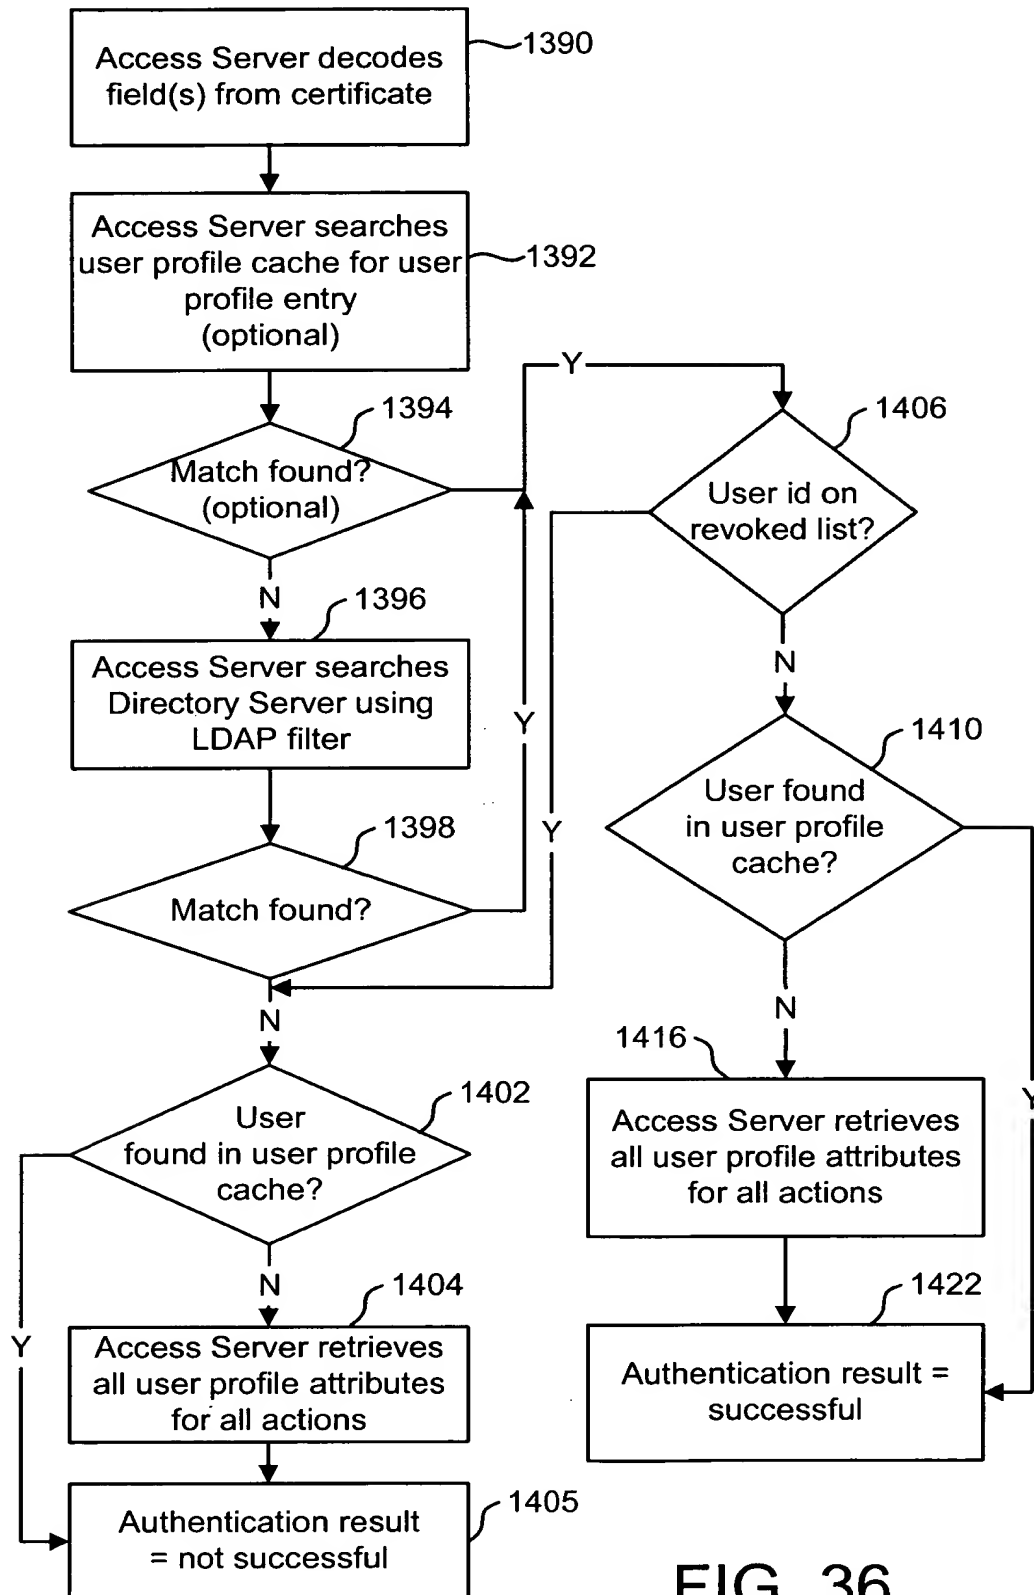 Access Server decodes
field(s) from certificate
1390
Access Server searches
user profile cache for user
profile entry
(optional)
1392
Match found?
(optional)
1394
Y
N
Access Server searches
Directory Server using
LDAP filter
1396
Match found?
1398
Y
N
User id on
revoked list?
1406
Y
N
User found
in user profile
cache?
1410
Y
N
Access Server retrieves
all user profile attributes
for all actions
1416
Authentication result =
successful
1422
User
found in user profile
cache?
1402
Y
N
Access Server retrieves
all user profile attributes
for all actions
1404
Authentication result
= not successful
1405
FIG. 36